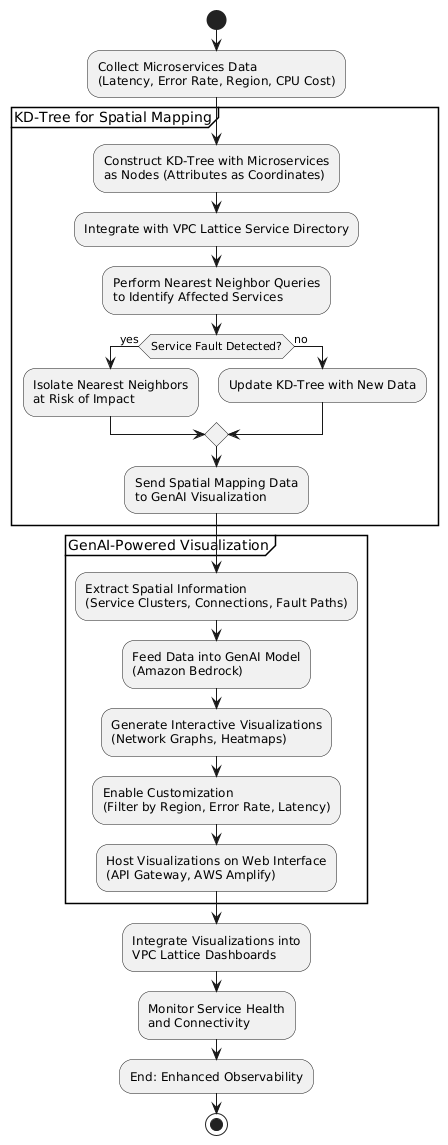 Collect Microservices Data
(Latency, Error Rate, Region, CPU Cost)
KD-Tree for Spatial Mapping
Construct KD-Tree with Microservices
as Nodes (Attributes as Coordinates)
Integrate with VPC Lattice Service Directory
Perform Nearest Neighbor Queries
to Identify Affected Services
yes
Service Fault Detected?
no
Isolate Nearest Neighbors
at Risk of Impact
Update KD-Tree with New Data
Send Spatial Mapping Data
to GenAI Visualization
GenAI-Powered Visualization
Extract Spatial Information
(Service Clusters, Connections, Fault Paths)
Feed Data into GenAI Model
(Amazon Bedrock)
Generate Interactive Visualizations
(Network Graphs, Heatmaps)
Enable Customization
(Filter by Region, Error Rate, Latency)
Host Visualizations on Web Interface
(API Gateway, AWS Amplify)
Integrate Visualizations into
VPC Lattice Dashboards
Monitor Service Health
and Connectivity
End: Enhanced Observability